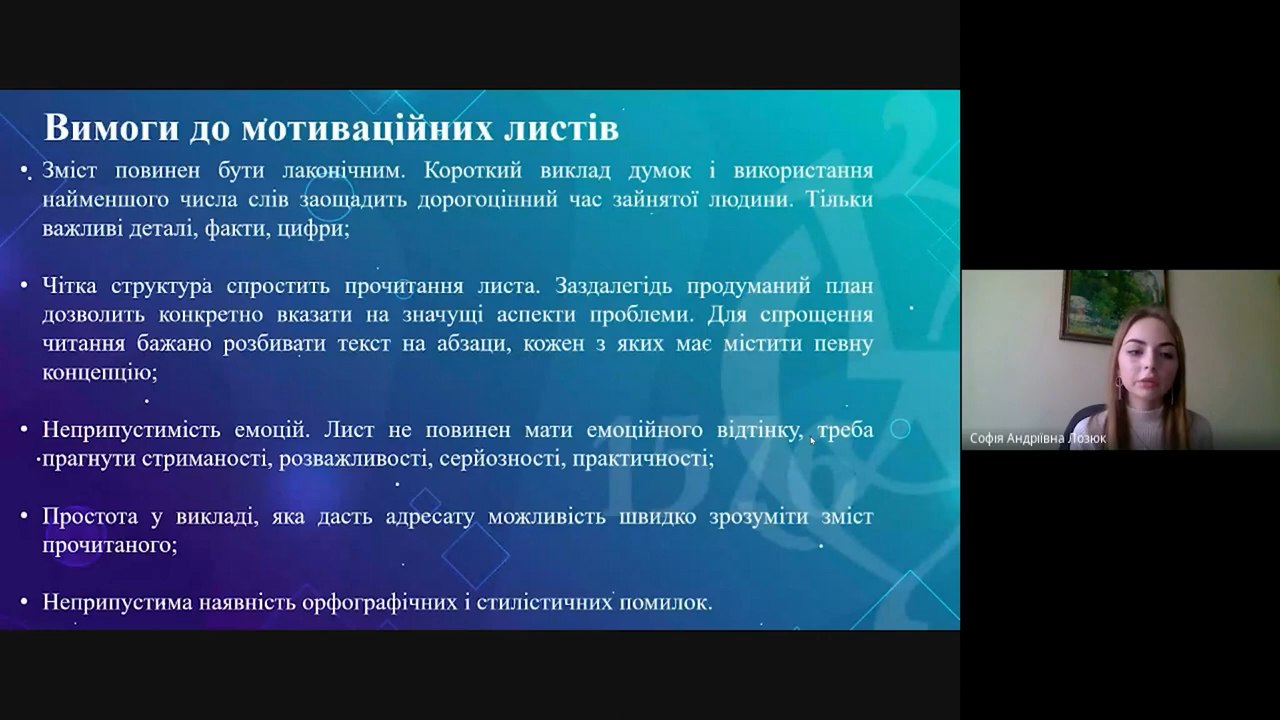 Вимоги до мотиваційних листів
• Зміст повинен бути лаконічним. Короткий виклад думок і використання
найменшого числа слів заощадить дорогоцінний час зайнятої людини. Тільки
важливі деталі, факти, цифри;
• Чітка структура спростить прочитання листа. Заздалегідь продуманий план
дозволить конкретно вказати на значущі аспекти проблеми. Для спрощення
читання бажано розбивати текст на абзаци, кожен з яких має містити певну
концепцію;
• Неприпустимість емоцій. Лист не повинен мати емоційного відтінку, треба
прагнути стриманості, розважливості, серйозності, практичності;
• Простота у викладі, яка дасть адресату можливість швидко зрозуміти зміст
прочитаного;
• Неприпустима наявність орфографічних і стилістичних помилок.
Софія Андріївна Лозюк